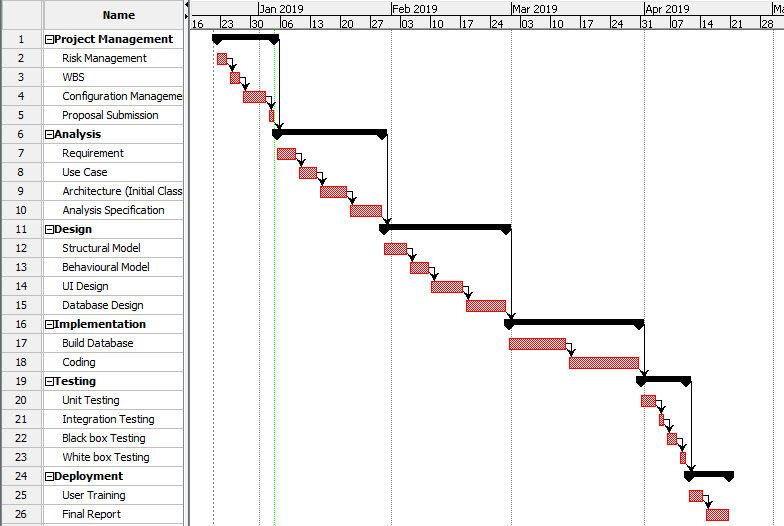 Name
Jan 2019 Feb 2019 Mar 2019 Apr 2019 Ma
16 23 30 06 13 20 27 03 10 17 24 03 10 17 24 31 07 14 21 28
1 Project Management
2 Risk Management
3 WBS
4 Configuration Manageme
5 Proposal Submission
6 Analysis
7 Requirement
8 Use Case
9 Architecture (Initial Class
10 Analysis Specification
11 Design
12 Structural Model
13 Behavioural Model
14 UI Design
15 Database Design
16 Implementation
17 Build Database
18 Coding
19 Testing
20 Unit Testing
21 Integration Testing
22 Black box Testing
23 White box Testing
24 Deployment
25 User Training
26 Final Report